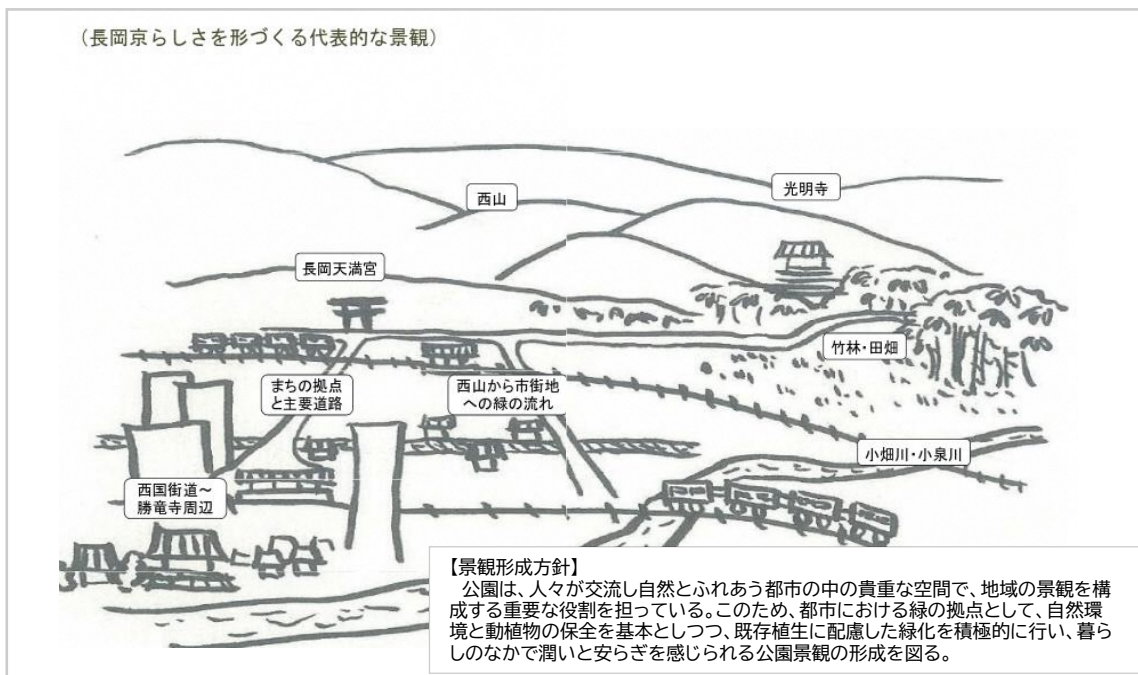 （長岡京らしさを形づくる代表的な景観）
光明寺
西山
長岡天満宮
竹林・田畑
まちの拠点
と主要道路
西山から市街地
への緑の流れ
小畑川・小泉川
西国街道～
勝竜寺周辺
【景観形成方針】
　公園は、人々が交流し自然とふれあう都市の中の貴重な空間で、地域の景観を構
成する重要な役割を担っている。このため、都市における緑の拠点として、自然環
境と動植物の保全を基本としつつ、既存植生に配慮した緑化を積極的に行い、暮ら
しのなかで潤いと安らぎを感じられる公園景観の形成を図る。